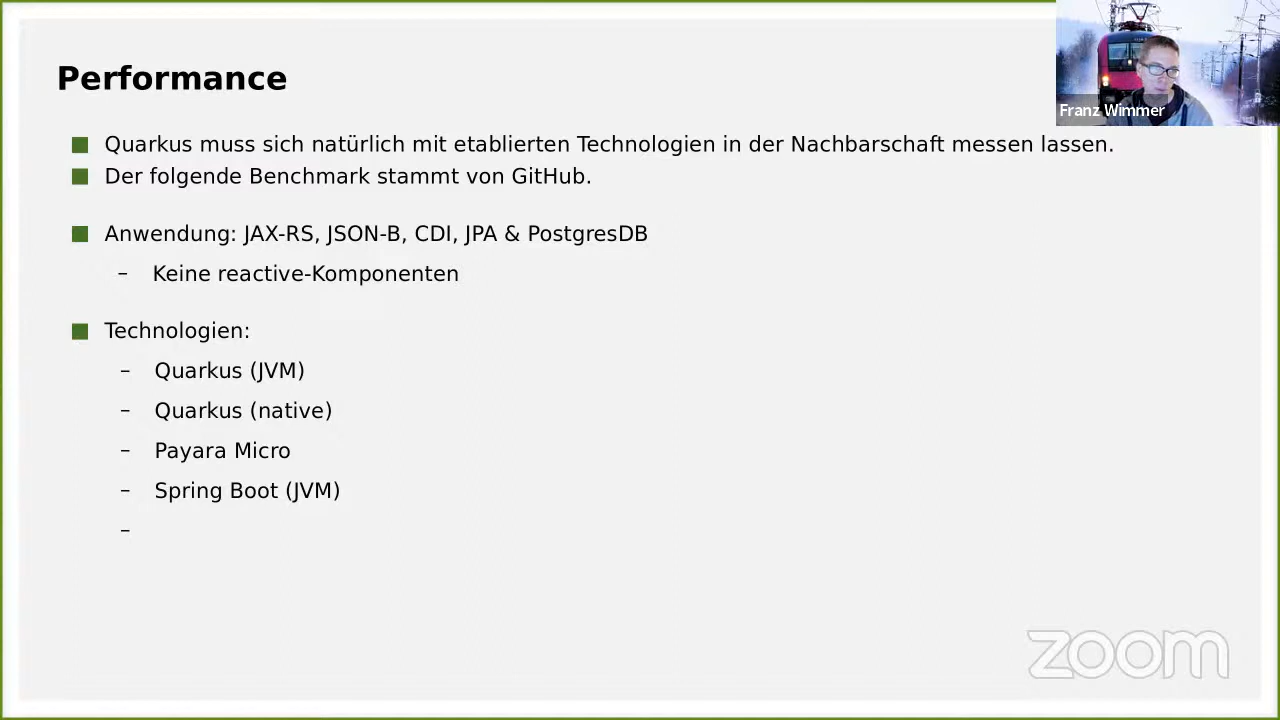 Performance
Franz Wimmer
Quarkus muss sich natürlich mit etablierten Technologien in der Nachbarschaft messen lassen.
Der folgende Benchmark stammt von GitHub.
Anwendung: JAX-RS, JSON-B, CDI, JPA & PostgresDB
– Keine reactive-Komponenten
Technologien:
– Quarkus (JVM)
– Quarkus (native)
– Payara Micro
– Spring Boot (JVM)
–
zoom